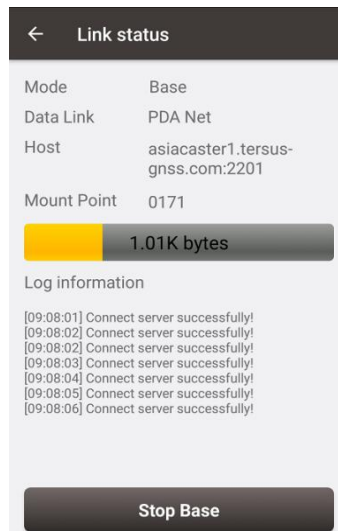 Link status
Mode Base
Data Link PDA Net
Host asiacaster1.tersus-
gnss.com:2201
Mount Point 0171
1.01K bytes
Log information
[09:08:01] Connect server successfully!
[09:08:02] Connect server successfully!
[09:08:02] Connect server successfully!
[09:08:03] Connect server successfully!
[09:08:04] Connect server successfully!
[09:08:05] Connect server successfully!
[09:08:06] Connect server successfully!
Stop Base